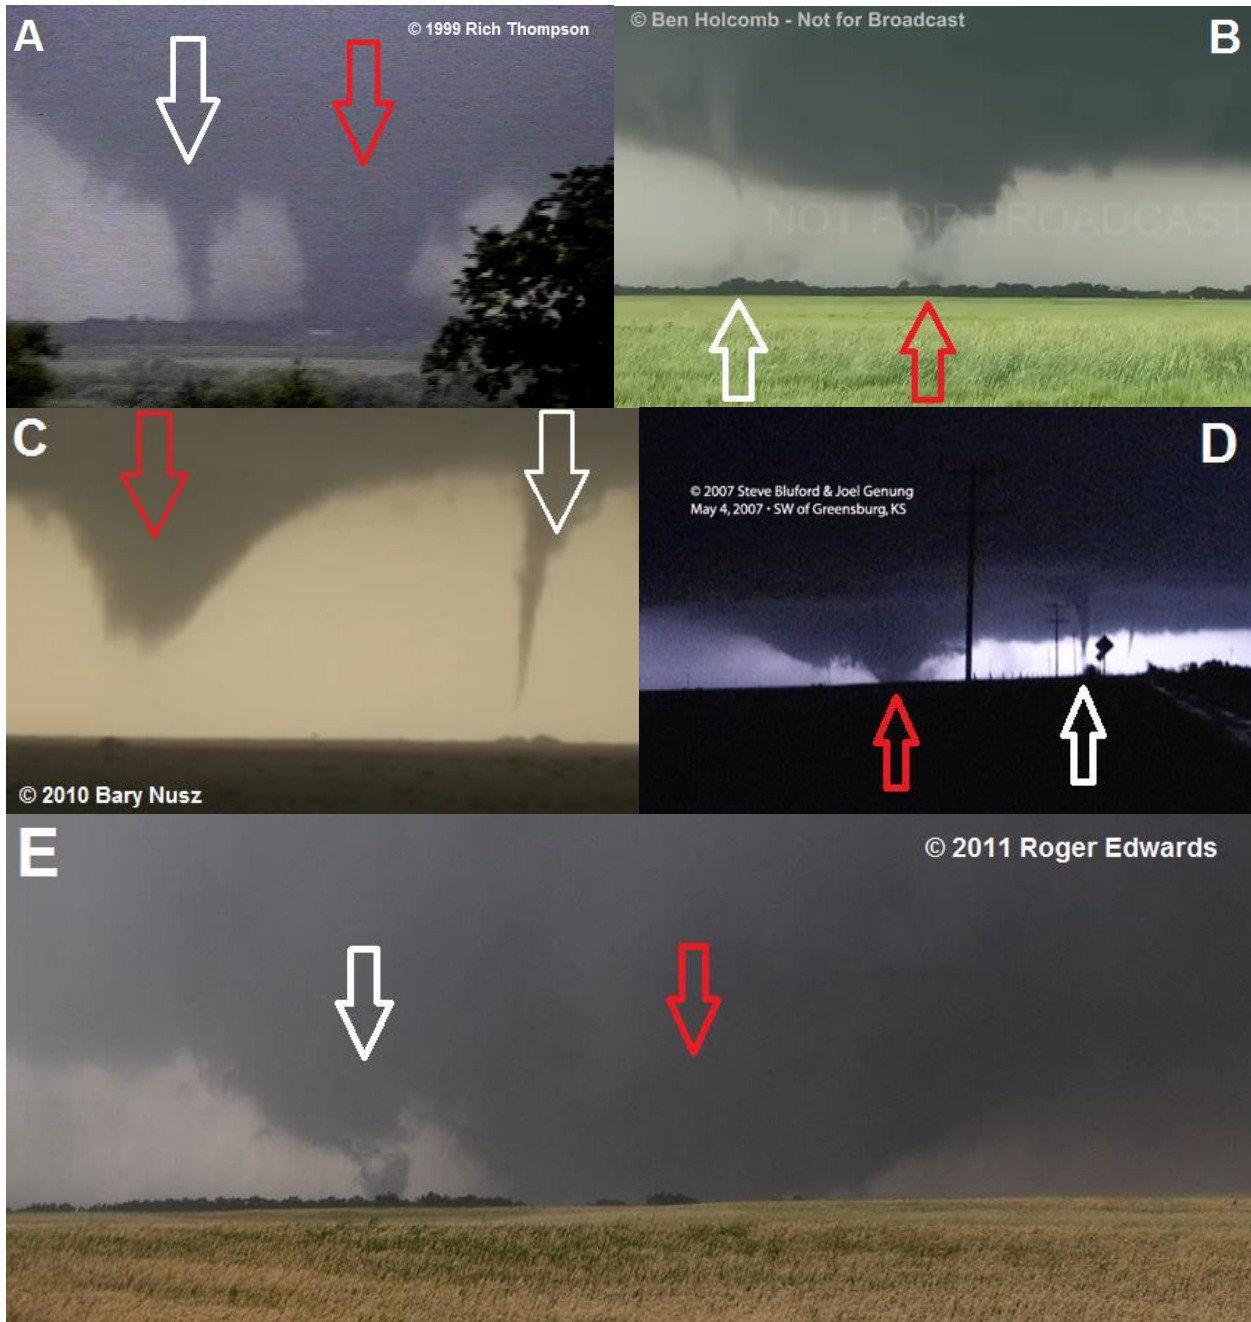 A
© 1999 Rich Thompson
© Ben Holcomb - Not for Broadcast
B
NOT FOR BROADCAST
C
© 2010 Bary Nusz
D
© 2007 Steve Bluford & Joel Genung
May 4, 2007 · SW of Greensburg, KS
E
© 2011 Roger Edwards